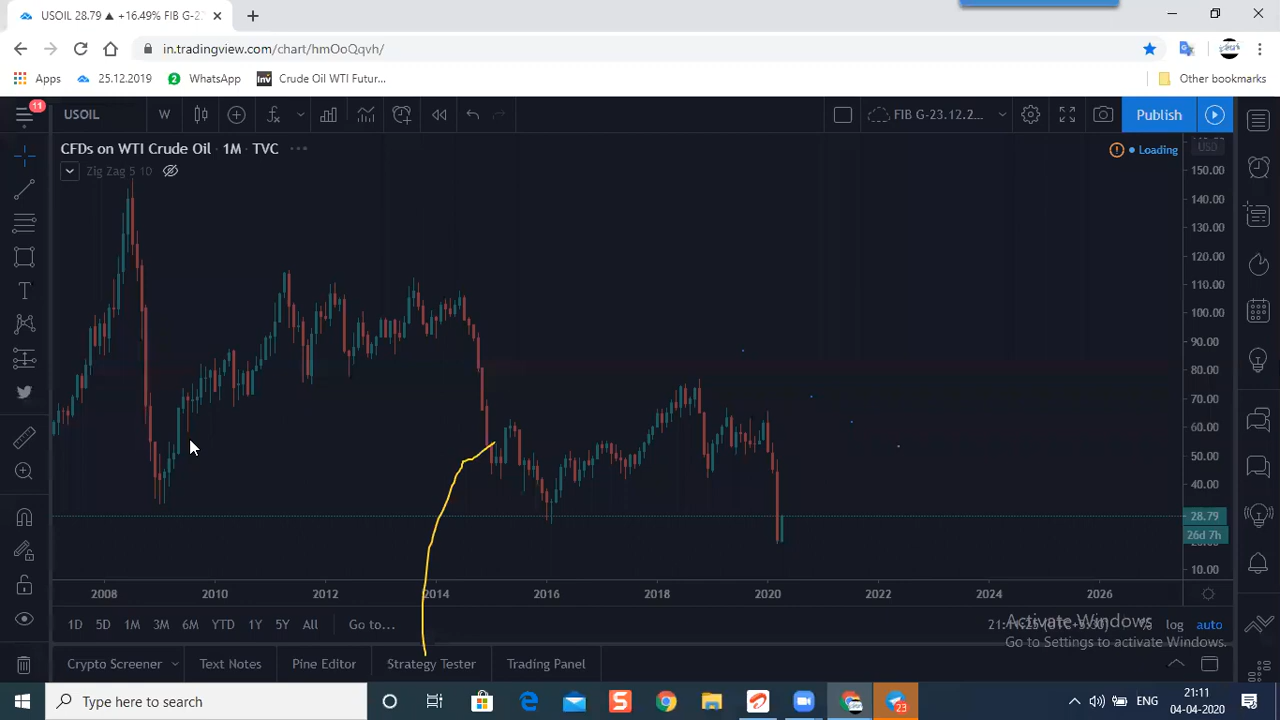 USOIL 28.79 ▲ +16.49% FIB G-2
in.tradingview.com/chart/hmOoQqvh/
Apps
25.12.2019
2 WhatsApp
Inv Crude Oil WTI Futur...
Other bookmarks
11
USOIL
W
FIB G-23.12.2...
Publish
CFDs on WTI Crude Oil · 1M · TVC
Loading
USD
Zig Zag 5 10
150.00
140.00
130.00
120.00
110.00
100.00
90.00
80.00
70.00
60.00
50.00
40.00
28.79
26d 7h
10.00
2008 2010 2012 2014 2016 2018 2020 2022 2024 2026
1D 5D 1M 3M 6M YTD 1Y 5Y All Go to...
% log auto
Activate Windows
Go to Settings to activate Windows.
Crypto Screener Text Notes Pine Editor Strategy Tester Trading Panel
Type here to search
S
23
ENG
21:11
04-04-2020